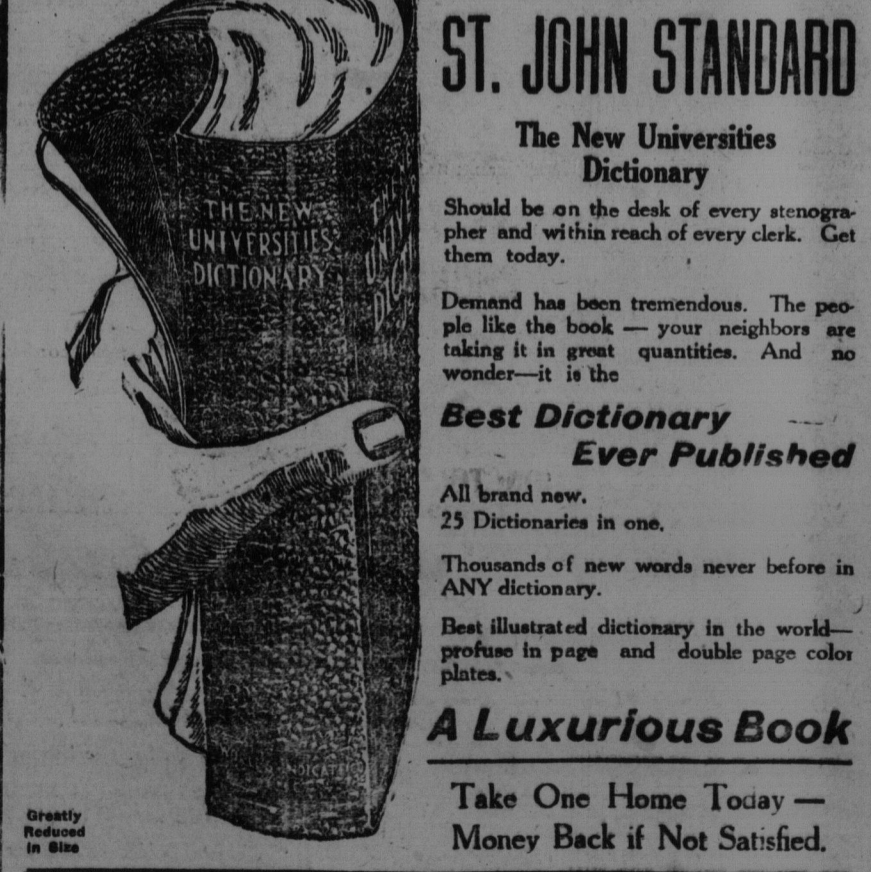 ST. JOHN STANDARD
The New Universities
Dictionary
Should be on the desk of every stenogra-
pher and within reach of every clerk. Get
them today.
Demand has been tremendous. The peo-
ple like the book — your neighbors are
taking it in great quantities. And no
wonder—it is the
Best Dictionary
Ever Published
All brand new.
25 Dictionaries in one.
Thousands of new words never before in
ANY dictionary.
Best illustrated dictionary in the world—
profuse in page and double page color
plates.
A Luxurious Book
Take One Home Today —
Money Back if Not Satisfied.
THE NEW
UNIVERSITIES
DICTIONARY
THE
UNIV
DIC
Greatly
Reduced
in Size